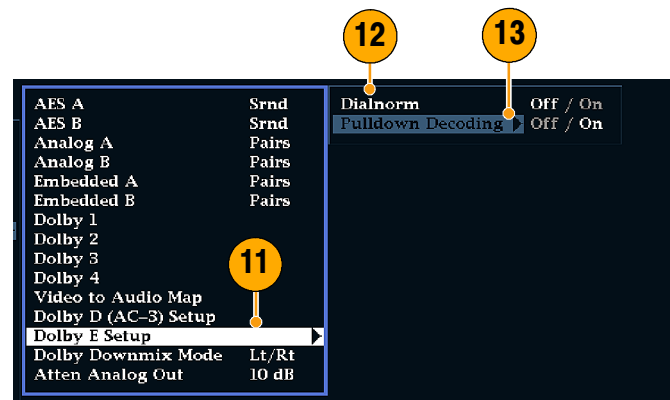 12 13
AES A Srnd
AES B Srnd
Analog A Pairs
Analog B Pairs
Embedded A Pairs
Embedded B Pairs
Dolby 1
Dolby 2
Dolby 3
Dolby 4
Video to Audio Map
Dolby D (AC-3) Setup
Dolby E Setup
Dolby Downmix Mode Lt/Rt
Atten Analog Out 10 dB
11
Dialnorm Off / On
Pulldown Decoding Off / On